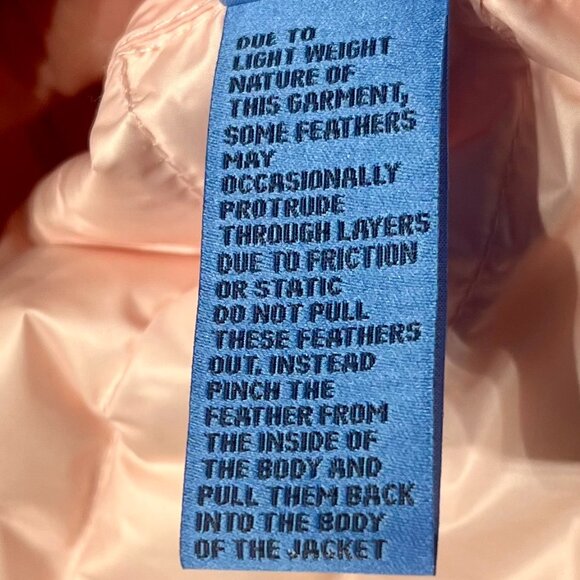 DUE TO
LIGHT WEIGHT
NATURE OF
THIS GARMENT,
SOME FEATHERS
MAY
OCCASIONALLY
PROTRUDE
THROUGH LAYERS
DUE TO FRICTION
OR STATIC
DO NOT PULL
THESE FEATHERS
OUT. INSTEAD
PINCH THE
FEATHER FROM
THE INSIDE OF
THE BODY AND
PULL THEM BACK
INTO THE BODY
OF THE JACKET